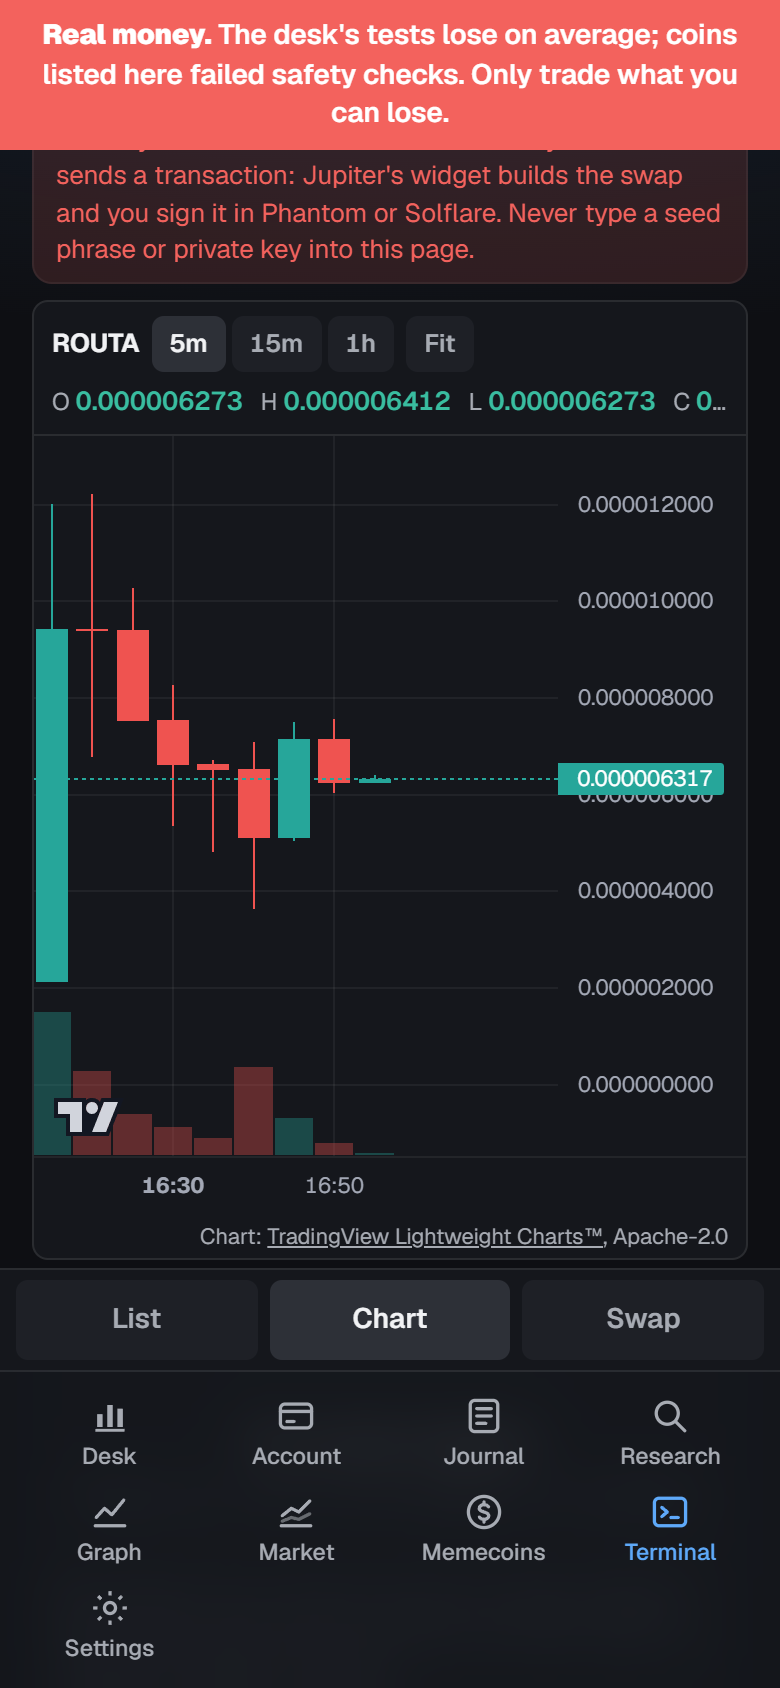 Real money. The desk's tests lose on average; coins
listed here failed safety checks. Only trade what you
can lose.
sends a transaction: Jupiter's widget builds the swap
and you sign it in Phantom or Solflare. Never type a seed
phrase or private key into this page.
ROUTA 5m 15m 1h Fit
O 0.000006273 H 0.000006412 L 0.000006273 C 0...
0.000012000
0.000010000
0.000008000
0.000006317
0.000006000
0.000004000
0.000002000
0.000000000
16:30 16:50
Chart: TradingView Lightweight Charts™, Apache-2.0
List Chart Swap
Desk Account Journal Research
Graph Market Memecoins Terminal
Settings